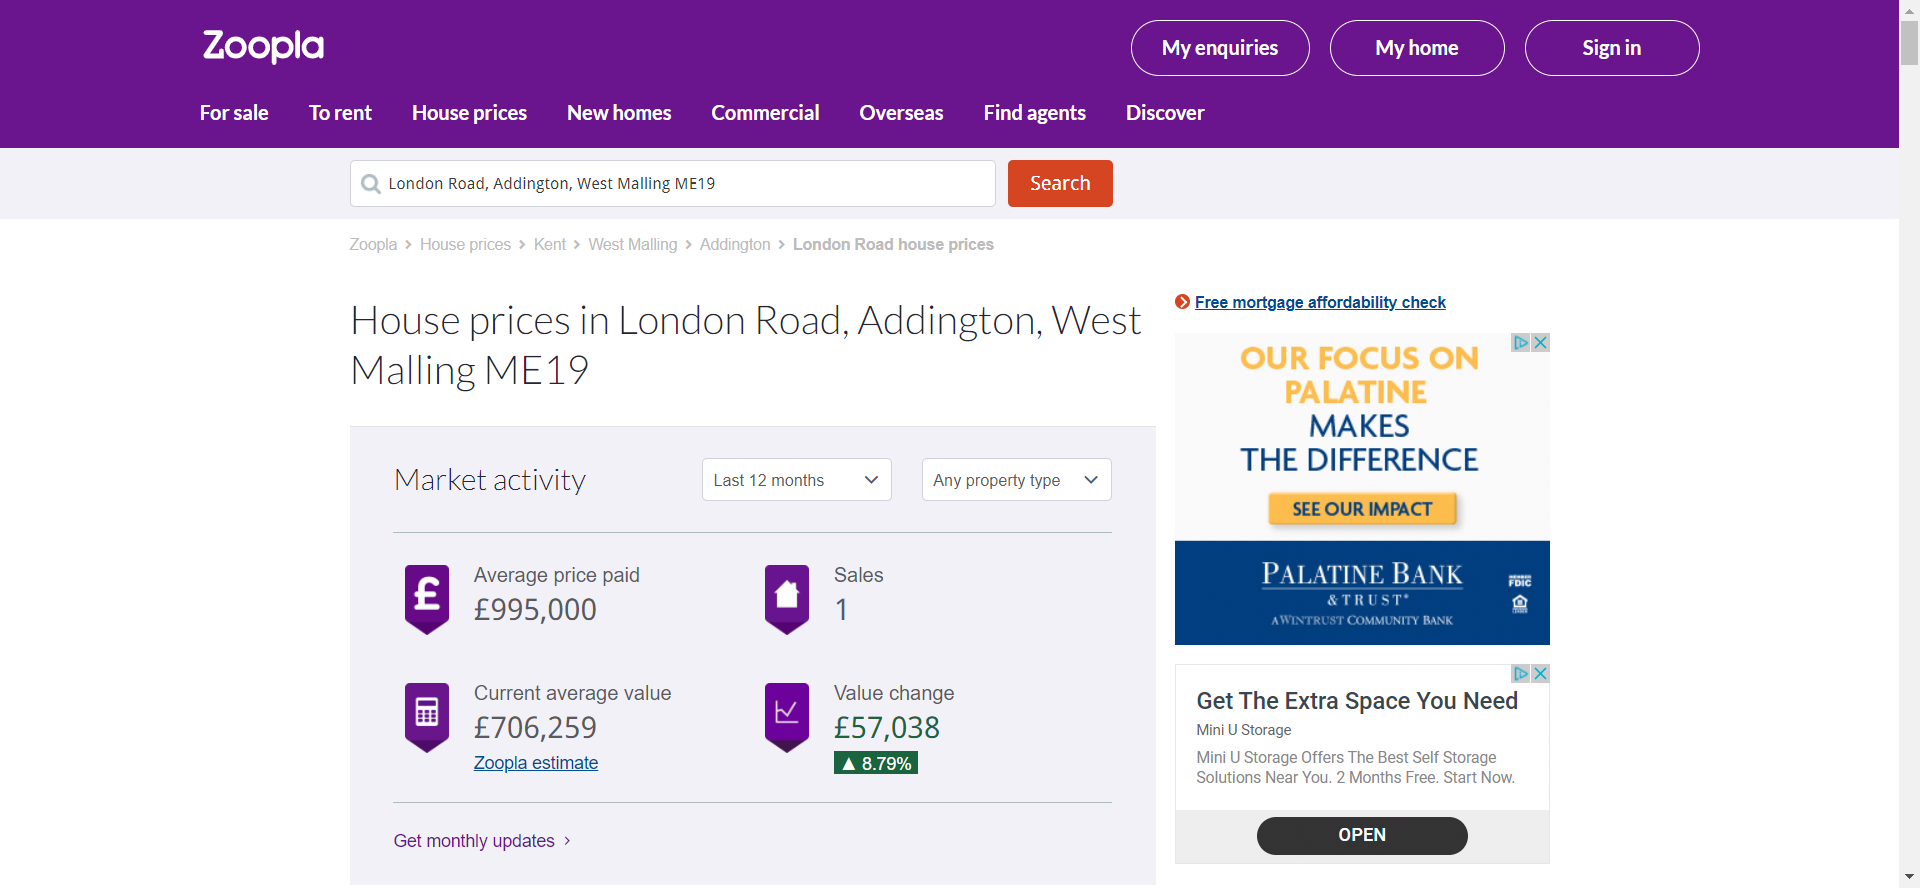 Zoopla
My enquiries
My home
Sign in
For sale
To rent
House prices
New homes
Commercial
Overseas
Find agents
Discover
London Road, Addington, West Malling ME19
Search
Zoopla > House prices > Kent > West Malling > Addington > London Road house prices
House prices in London Road, Addington, West
Malling ME19
Market activity
Last 12 months
Any property type
£
Average price paid
£995,000
Sales
1
Current average value
£706,259
Zoopla estimate
Value change
£57,038
▲ 8.79%
Get monthly updates >
Free mortgage affordability check
OUR FOCUS ON
PALATINE
MAKES
THE DIFFERENCE
SEE OUR IMPACT
PALATINE BANK
& TRUST*
A WINTRUST COMMUNITY BANK
MEMBER
FDIC
Get The Extra Space You Need
Mini U Storage
Mini U Storage Offers The Best Self Storage
Solutions Near You. 2 Months Free. Start Now.
OPEN